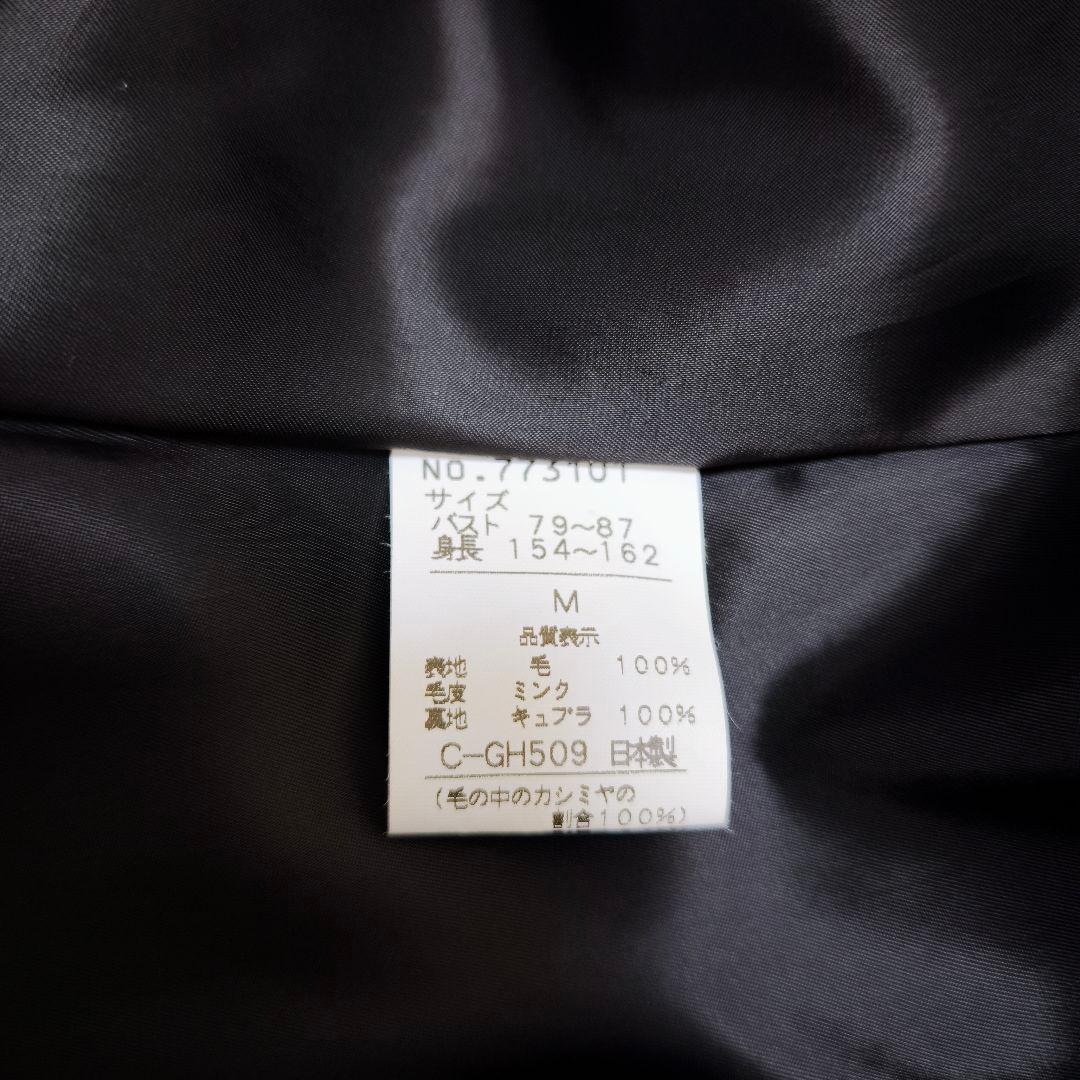 NO.773101
サイズ
バスト 79～87
身長 154～162
M
品質表示
表地 毛 100%
毛皮 ミンク
裏地 キュプラ 100%
C-GH509 日本製
(毛の中のカシミヤの
割合100%)